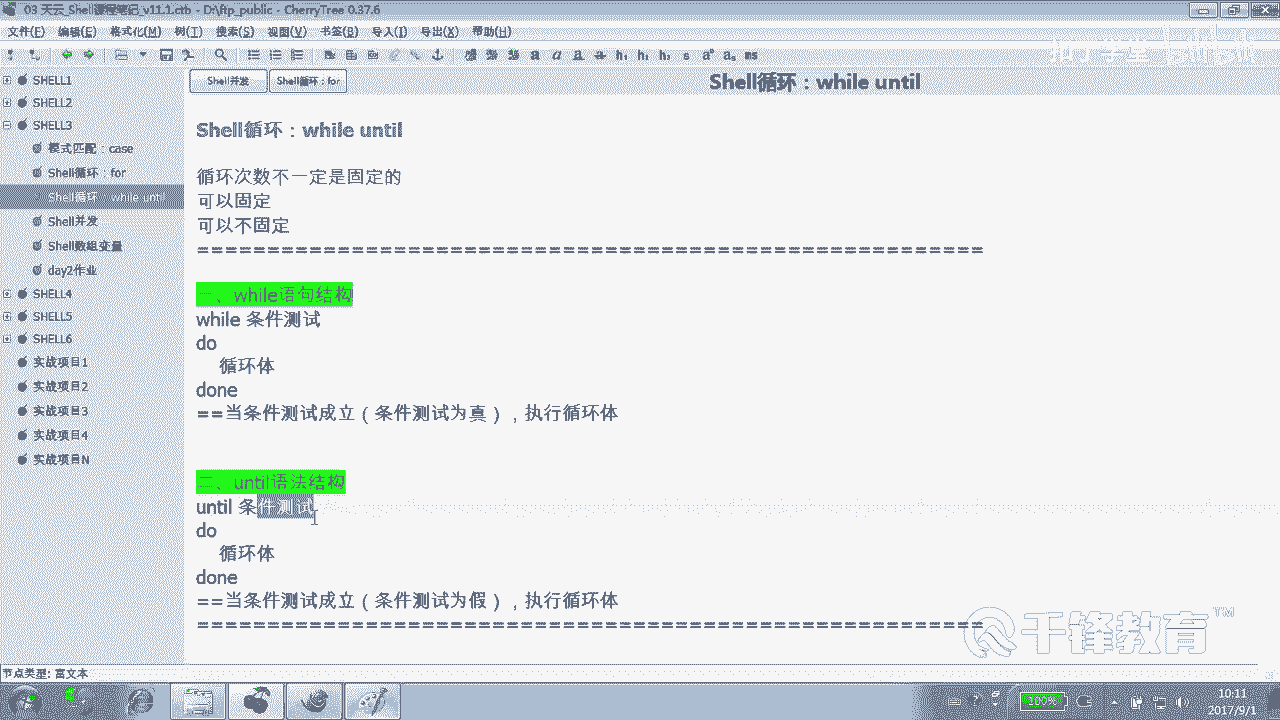 03 天云_Shell课程笔记_v11.1.ctb - D:\ftp_public - CherryTree 0.37.6
文件(F) 编辑(E) 格式化(M) 树(T) 搜索(S) 视图(V) 书签(B) 导入(I) 导出(X) 帮助(H)
h₁ h₂ h₃ s aˢ aₛ ms
扣丁学堂
SHELL1
SHELL2
SHELL3
模式匹配：case
Shell循环：for
Shell循环：while until
Shell并发
Shell数组变量
day2作业
SHELL4
SHELL5
SHELL6
实战项目1
实战项目2
实战项目3
实战项目4
实战项目N
Shell并发 Shell循环：for
Shell循环：while until
Shell循环：while until
循环次数不一定是固定的
可以固定
可以不固定
=======================================================
一、while语句结构
while 条件测试
do
循环体
done
==当条件测试成立（条件测试为真），执行循环体
二、until语法结构
until 条件测试
do
循环体
done
==当条件测试成立（条件测试为假），执行循环体
=======================================================
千锋教育™
节点类型: 富文本
100%
10:11
2017/9/1